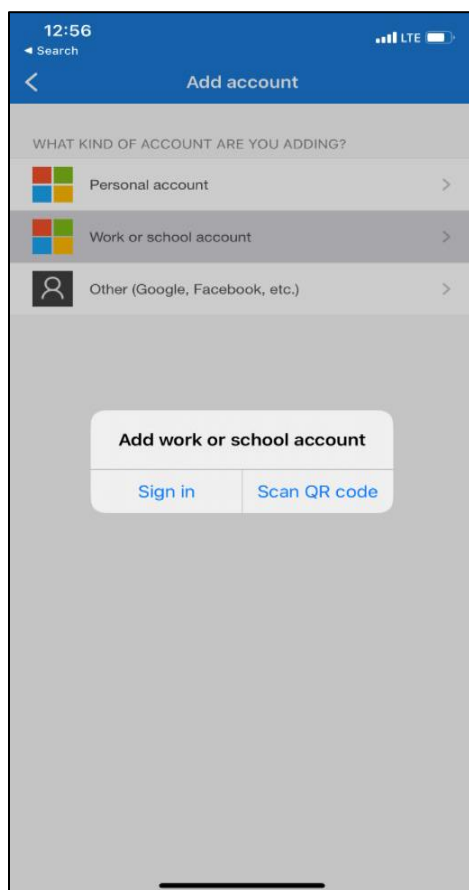 12:56
◀ Search
LTE
Add account
WHAT KIND OF ACCOUNT ARE YOU ADDING?
Personal account
Work or school account
Other (Google, Facebook, etc.)
Add work or school account
Sign in
Scan QR code